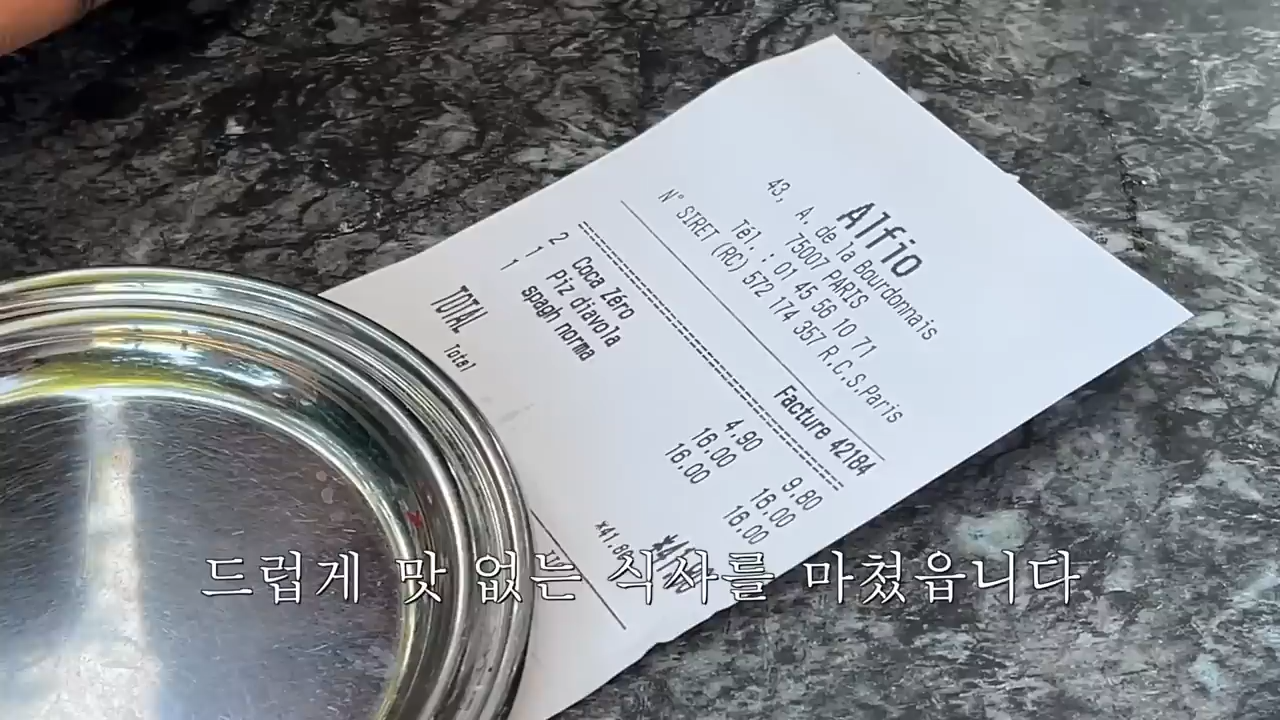 Alfio
43, A. de la Bourdonnais
75007 PARIS
Tél. : 01 45 56 10 71
N° SIRET (RC) 572 174 357 R.C.S.Paris
Facture 42184
2 Coca Zéro 4.90 9.80
1 Piz diavola 16.00 16.00
1 spagh norma 16.00 16.00
TOTAL
Total
드럽게 맛 없는 식사를 마쳤읍니다